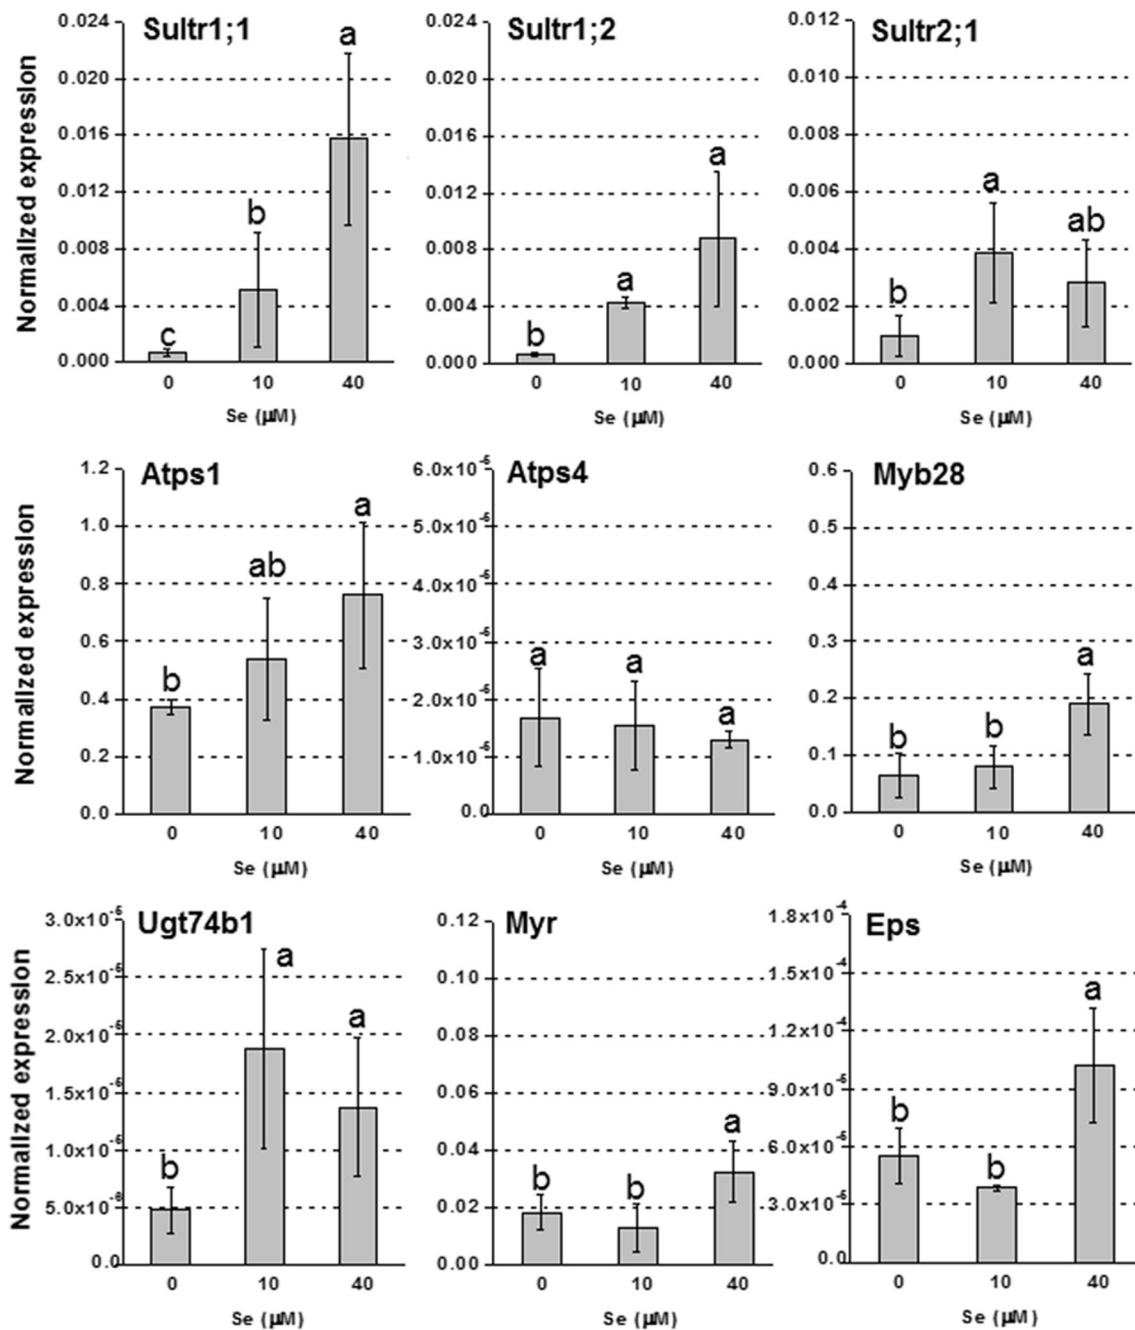 Sultr1;1
Normalized expression
0.024
0.020
0.016
0.012
0.008
0.004
0.000
c
b
a
0
10
40
Se (µM)
Sultr1;2
0.024
0.020
0.016
0.012
0.008
0.004
0.000
b
a
a
0
10
40
Se (µM)
Sultr2;1
0.012
0.010
0.008
0.006
0.004
0.002
0.000
b
a
ab
0
10
40
Se (µM)
Atps1
Normalized expression
1.2
1.0
0.8
0.6
0.4
0.2
0.0
b
ab
a
0
10
40
Se (µM)
Atps4
6.0x10⁻⁵
5.0x10⁻⁵
4.0x10⁻⁵
3.0x10⁻⁵
2.0x10⁻⁵
1.0x10⁻⁵
0.0
a
a
a
0
10
40
Se (µM)
Myb28
0.6
0.5
0.4
0.3
0.2
0.1
0.0
b
b
a
0
10
40
Se (µM)
Ugt74b1
Normalized expression
3.0x10⁻⁵
2.5x10⁻⁵
2.0x10⁻⁵
1.5x10⁻⁵
1.0x10⁻⁵
5.0x10⁻⁶
0.0
b
a
a
0
10
40
Se (µM)
Myr
0.12
0.10
0.08
0.06
0.04
0.02
0.00
b
b
a
0
10
40
Se (µM)
Eps
1.8x10⁻⁴
1.5x10⁻⁴
1.2x10⁻⁴
9.0x10⁻⁵
6.0x10⁻⁵
3.0x10⁻⁵
0.0
b
b
a
0
10
40
Se (µM)